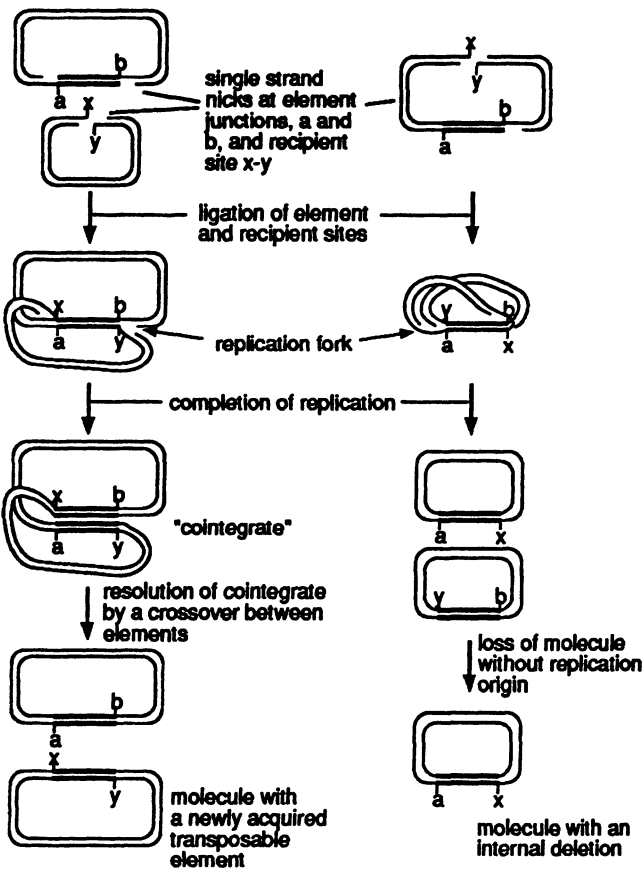 b
a
x
y
single strand
nicks at element
junctions, a and
b, and recipient
site x-y
x
y
b
a
ligation of element
and recipient sites
x
b
a
y
replication fork
y
b
a
x
completion of replication
x
b
a
y
"cointegrate"
a
x
y
b
resolution of cointegrate
by a crossover between
elements
loss of molecule
without replication
origin
b
a
x
y
molecule with
a newly acquired
transposable
element
a
x
molecule with an
internal deletion